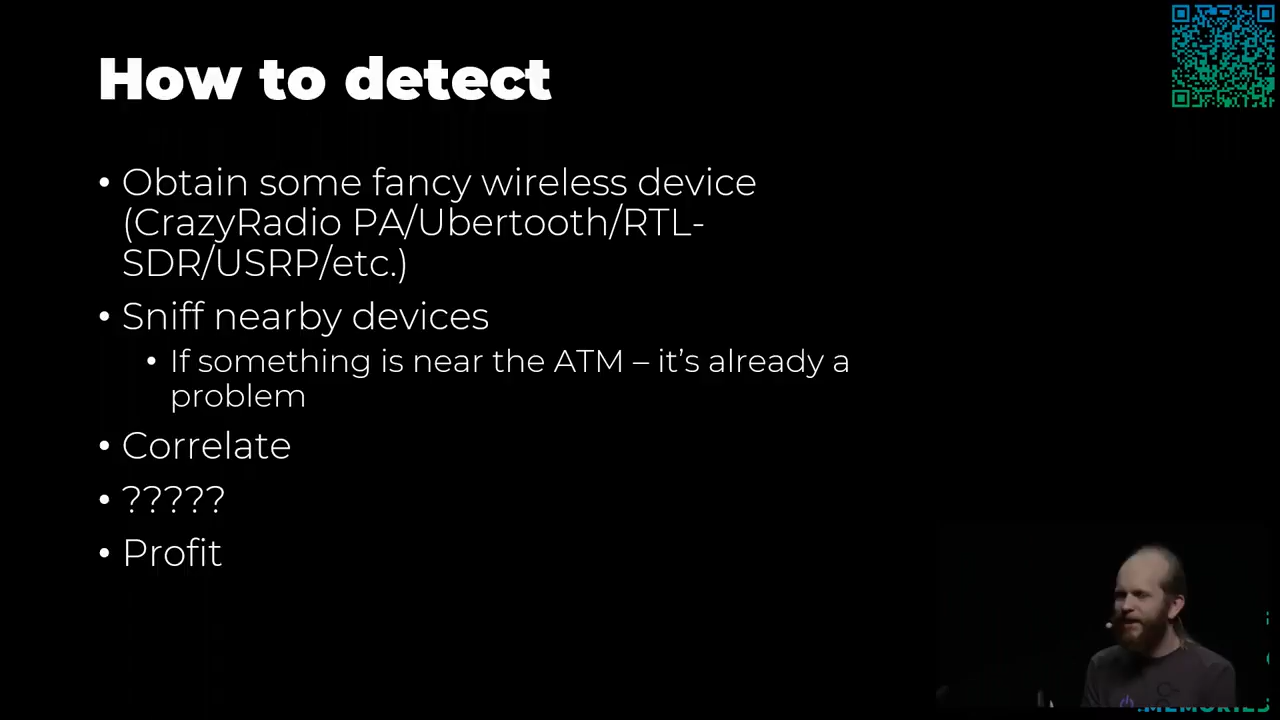 How to detect
• Obtain some fancy wireless device
(CrazyRadio PA/Ubertooth/RTL-
SDR/USRP/etc.)
• Sniff nearby devices
• If something is near the ATM – it’s already a
problem
• Correlate
• ?????
• Profit